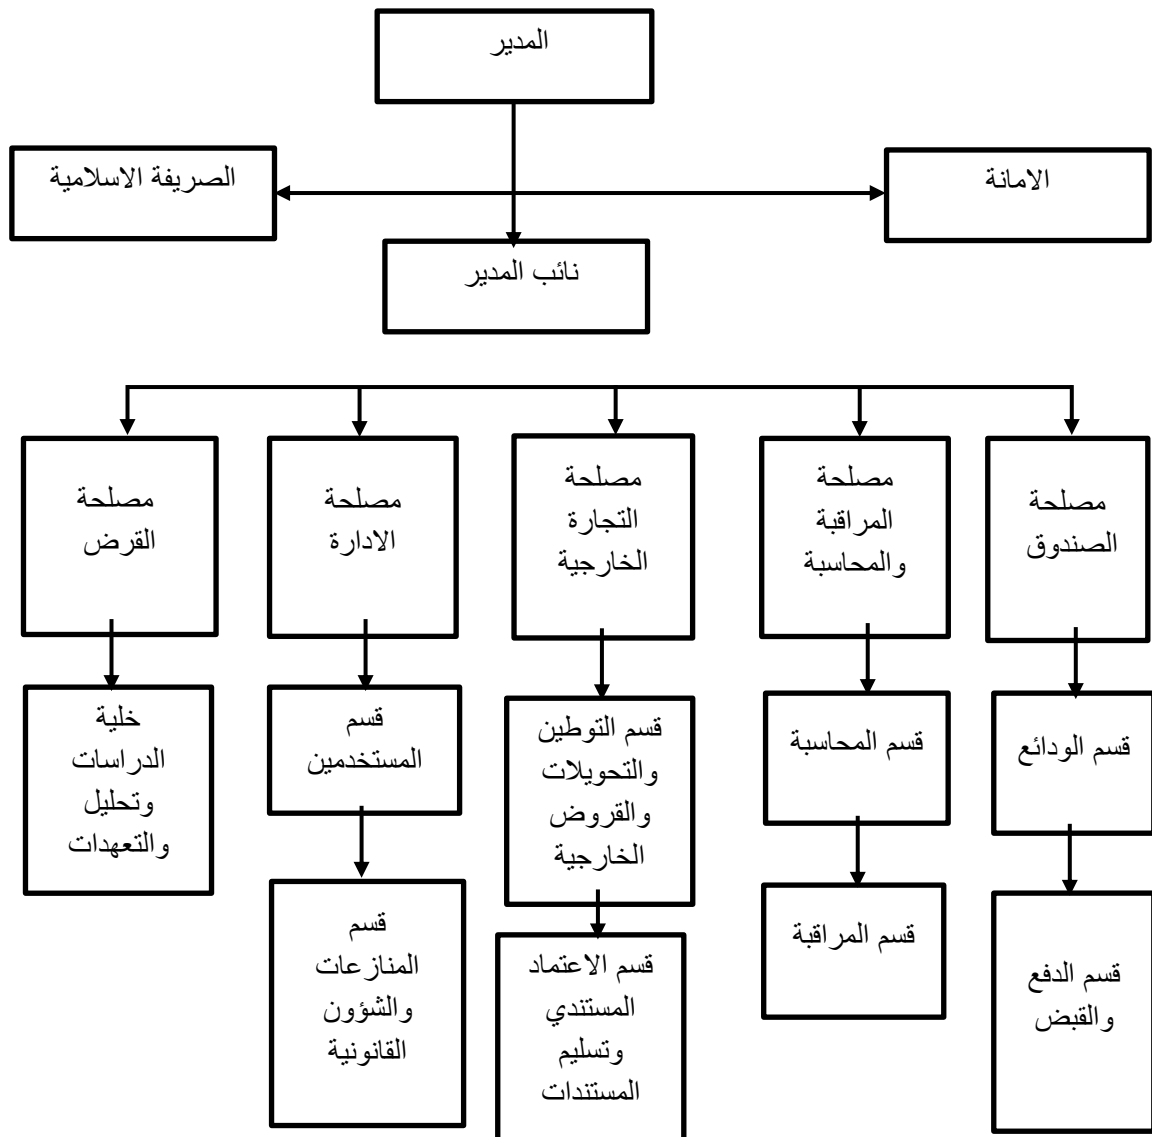 المدير
الامانة
الصريفة الاسلامية
نائب المدير
مصلحة
الصندوق
مصلحة
المراقبة
والمحاسبة
مصلحة
التجارة
الخارجية
مصلحة
الادارة
مصلحة
القرض
قسم الودائع
قسم المحاسبة
قسم التوطين
والتحويلات
والقروض
الخارجية
قسم
المستخدمين
خلية
الدراسات
وتحليل
والتعهدات
قسم الدفع
والقبض
قسم المراقبة
قسم الاعتماد
المستندي
وتسليم
المستندات
قسم
المنازعات
والشؤون
القانونية